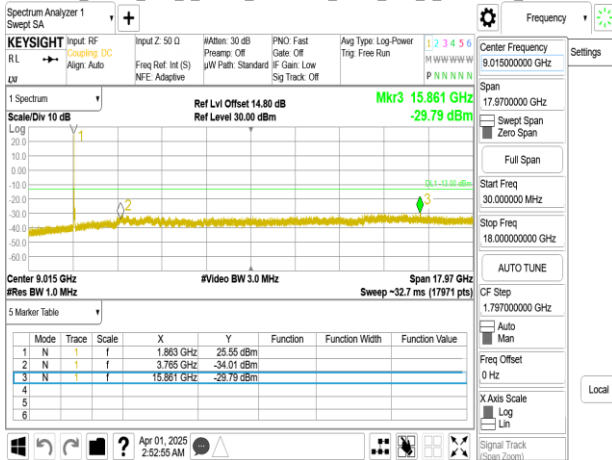 Spectrum Analyzer 1
Swept SA
Frequency
KEYSIGHT Input: RF
RL
Coupling: DC
Align: Auto
Input Z: 50 Ω
Freq Ref: Int (S)
NFE: Adaptive
#Atten: 30 dB
Preamp: Off
µW Path: Standard
PNO: Fast
Gate: Off
IF Gain: Low
Sig Track: Off
Avg Type: Log-Power
Trig: Free Run
1 2 3 4 5 6
M W W W W W
P N N N N N
Center Frequency
9.015000000 GHz
Settings
1 Spectrum
Scale/Div 10 dB
Ref Lvl Offset 14.80 dB
Ref Level 30.00 dBm
Mkr3 15.861 GHz
-29.79 dBm
Span
17.9700000 GHz
Swept Span
Zero Span
Full Span
Start Freq
30.000000 MHz
Stop Freq
18.000000000 GHz
AUTO TUNE
CF Step
1.797000000 GHz
Auto
Man
Freq Offset
0 Hz
X Axis Scale
Log
Lin
Local
Signal Track
(Span Zoom)
Log
20.0
10.0
0.00
-10.0
-20.0
-30.0
-40.0
-50.0
-60.0
1
2
3
DL1 -13.00 dBm
Center 9.015 GHz
#Res BW 1.0 MHz
#Video BW 3.0 MHz
Span 17.97 GHz
Sweep ~32.7 ms (17971 pts)
5 Marker Table
Mode Trace Scale X Y Function Function Width Function Value
1 N 1 f 1.863 GHz 25.55 dBm
2 N 1 f 3.765 GHz -34.01 dBm
3 N 1 f 15.861 GHz -29.79 dBm
4
5
6
?
Apr 01, 2025
2:52:55 AM